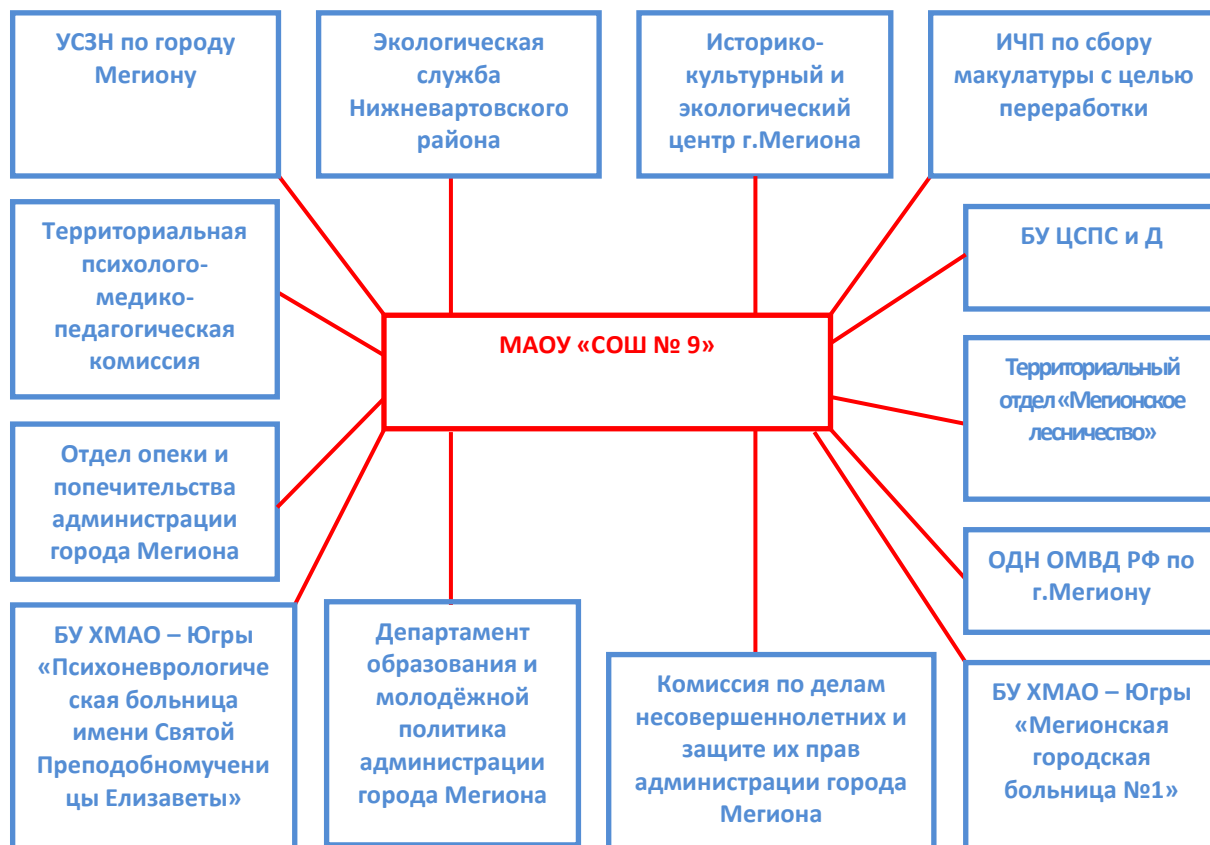 УСЗН по городу
Мегиону
Экологическая
служба
Нижневартовского
района
Историко-
культурный и
экологический
центр г.Мегиона
ИЧП по сбору
макулатуры с целью
переработки
Территориальная
психолого-
медико-
педагогическая
комиссия
БУ ЦСПС и Д
МАОУ «СОШ № 9»
Территориальный
отдел «Мегионское
лесничество»
Отдел опеки и
попечительства
администрации
города Мегиона
ОДН ОМВД РФ по
г.Мегиону
БУ ХМАО – Югры
«Психоневрологиче
ская больница
имени Святой
Преподобномучени
цы Елизаветы»
Департамент
образования и
молодёжной
политика
администрации
города Мегиона
Комиссия по делам
несовершеннолетних и
защите их прав
администрации города
Мегиона
БУ ХМАО – Югры
«Мегионская
городская
больница №1»